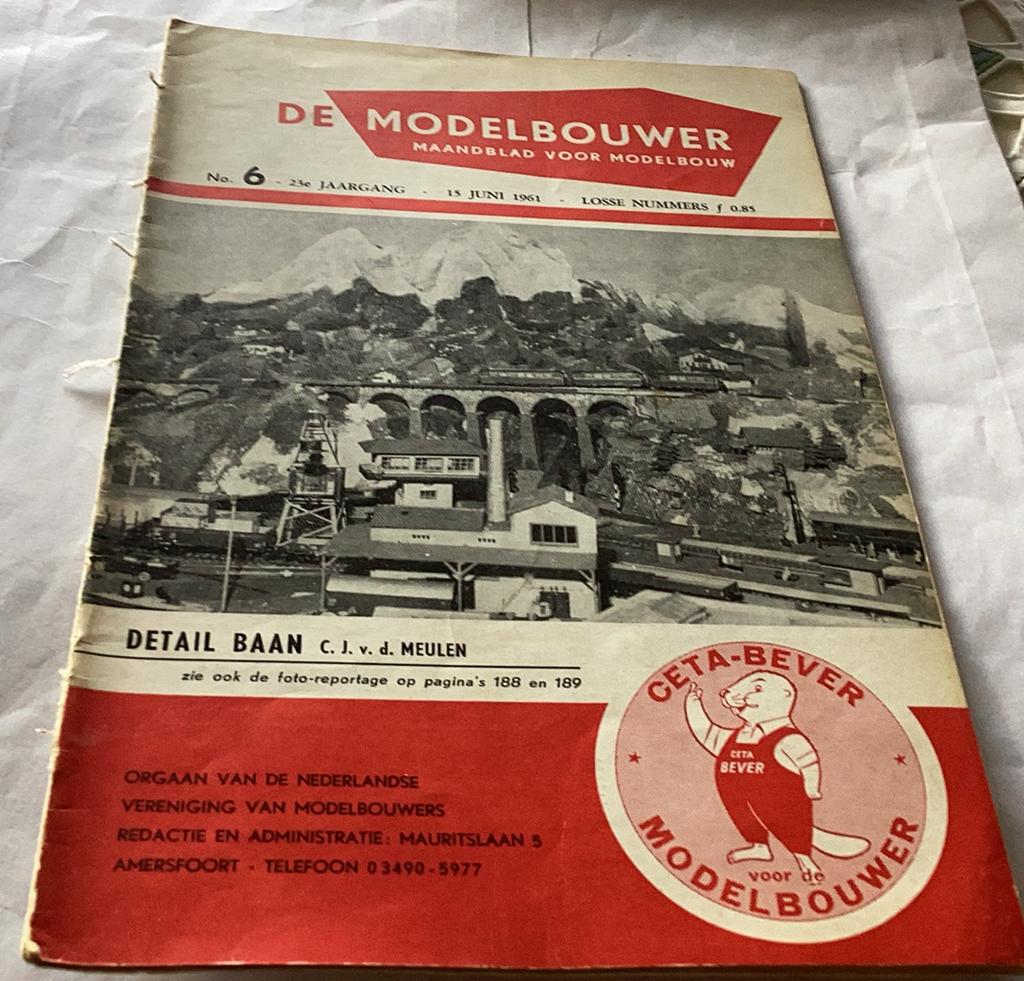 DE MODELBOUWER
MAANDBLAD VOOR MODELBOUW
No. 6 - 23e JAARGANG - 15 JUNI 1961 - LOSSE NUMMERS ƒ 0.85
DETAIL BAAN C. J. v. d. MEULEN
zie ook de foto-reportage op pagina's 188 en 189
ORGAAN VAN DE NEDERLANDSE
VERENIGING VAN MODELBOUWERS
REDACTIE EN ADMINISTRATIE: MAURITSLAAN 5
AMERSFOORT - TELEFOON 03490-5977
CETA-BEVER
CETA
BEVER
voor de
MODELBOUWER